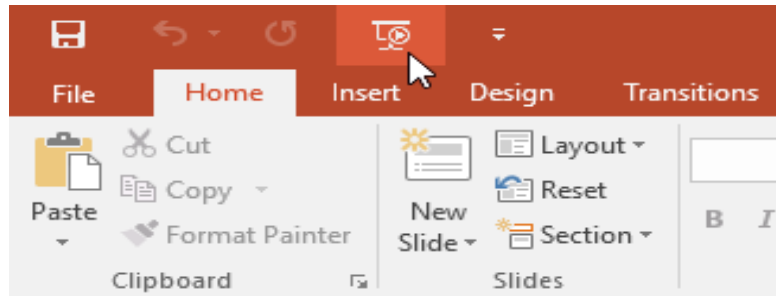 File Home Insert Design Transitions
Cut
Copy
Format Painter
Paste
Clipboard
New
Slide
Layout
Reset
Section
Slides
B I